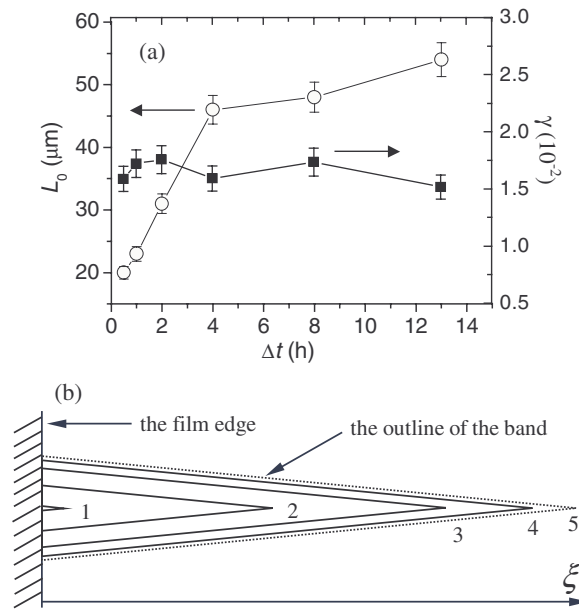 (a)
60
50
40
30
20
L₀ (μm)
3.0
2.5
2.0
1.5
1.0
0.5
γ (10⁻²)
0 2 4 6 8 10 12 14
Δt (h)
(b)
the film edge
the outline of the band
1 2 3 4 5
ξ